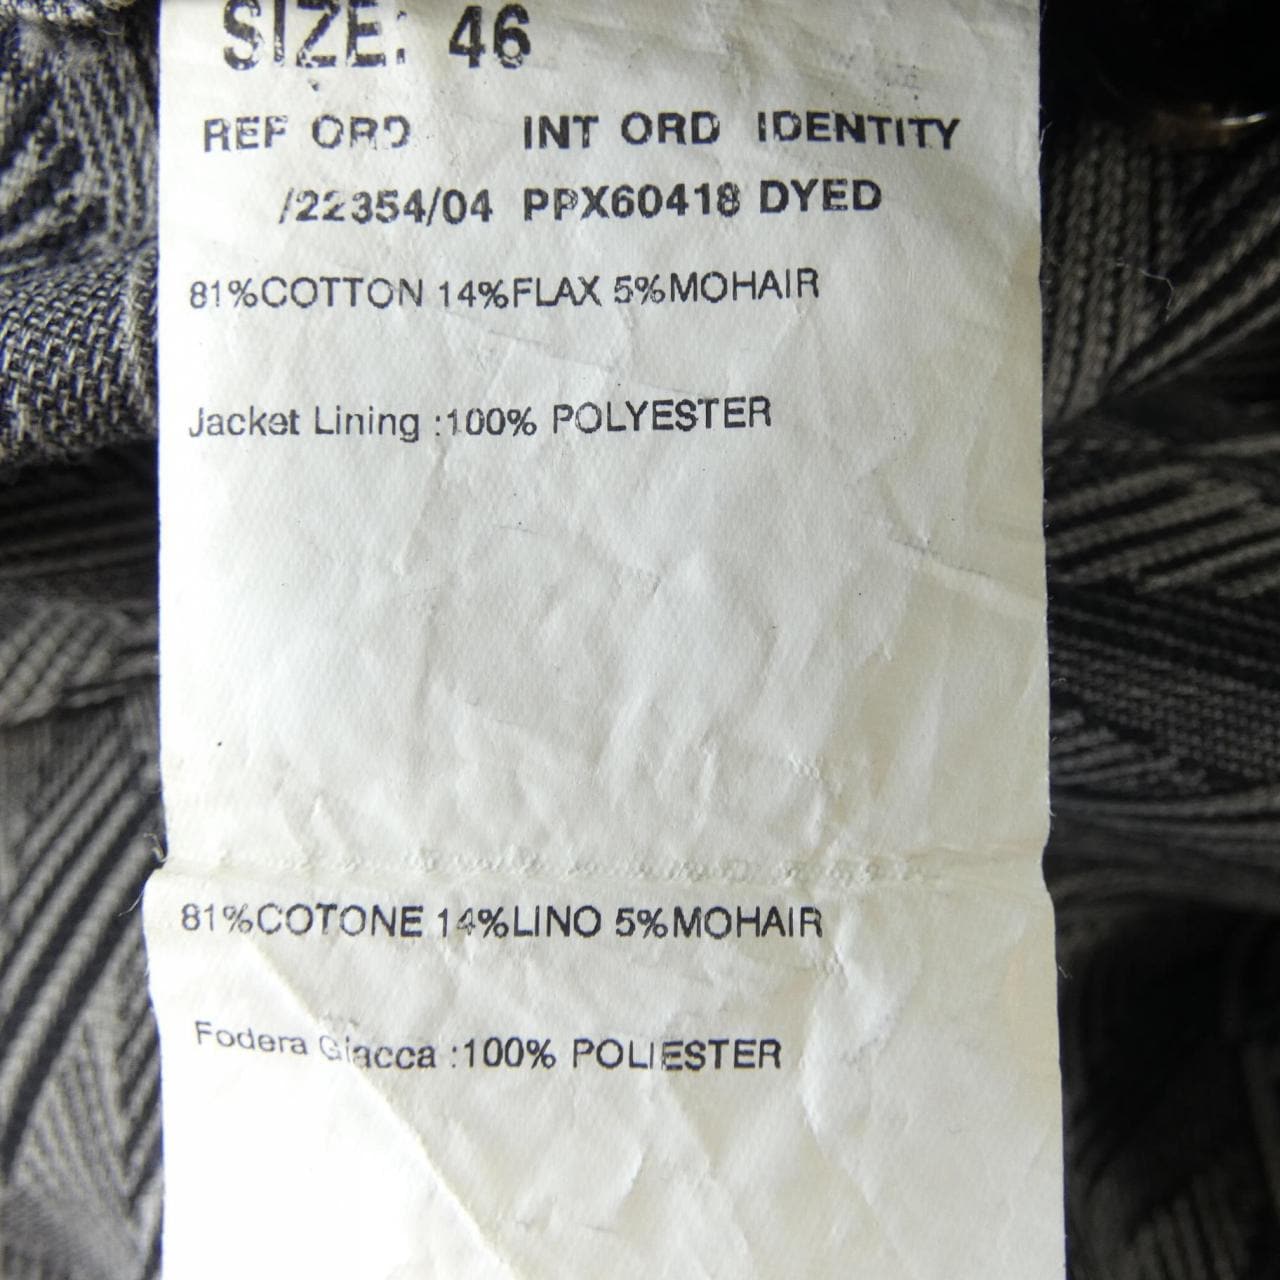 SIZE: 46
REF ORD INT ORD IDENTITY
/22354/04 PPX60418 DYED
81%COTTON 14%FLAX 5%MOHAIR
Jacket Lining :100% POLYESTER
81%COTONE 14%LINO 5%MOHAIR
Fodera Giacca :100% POLIESTER